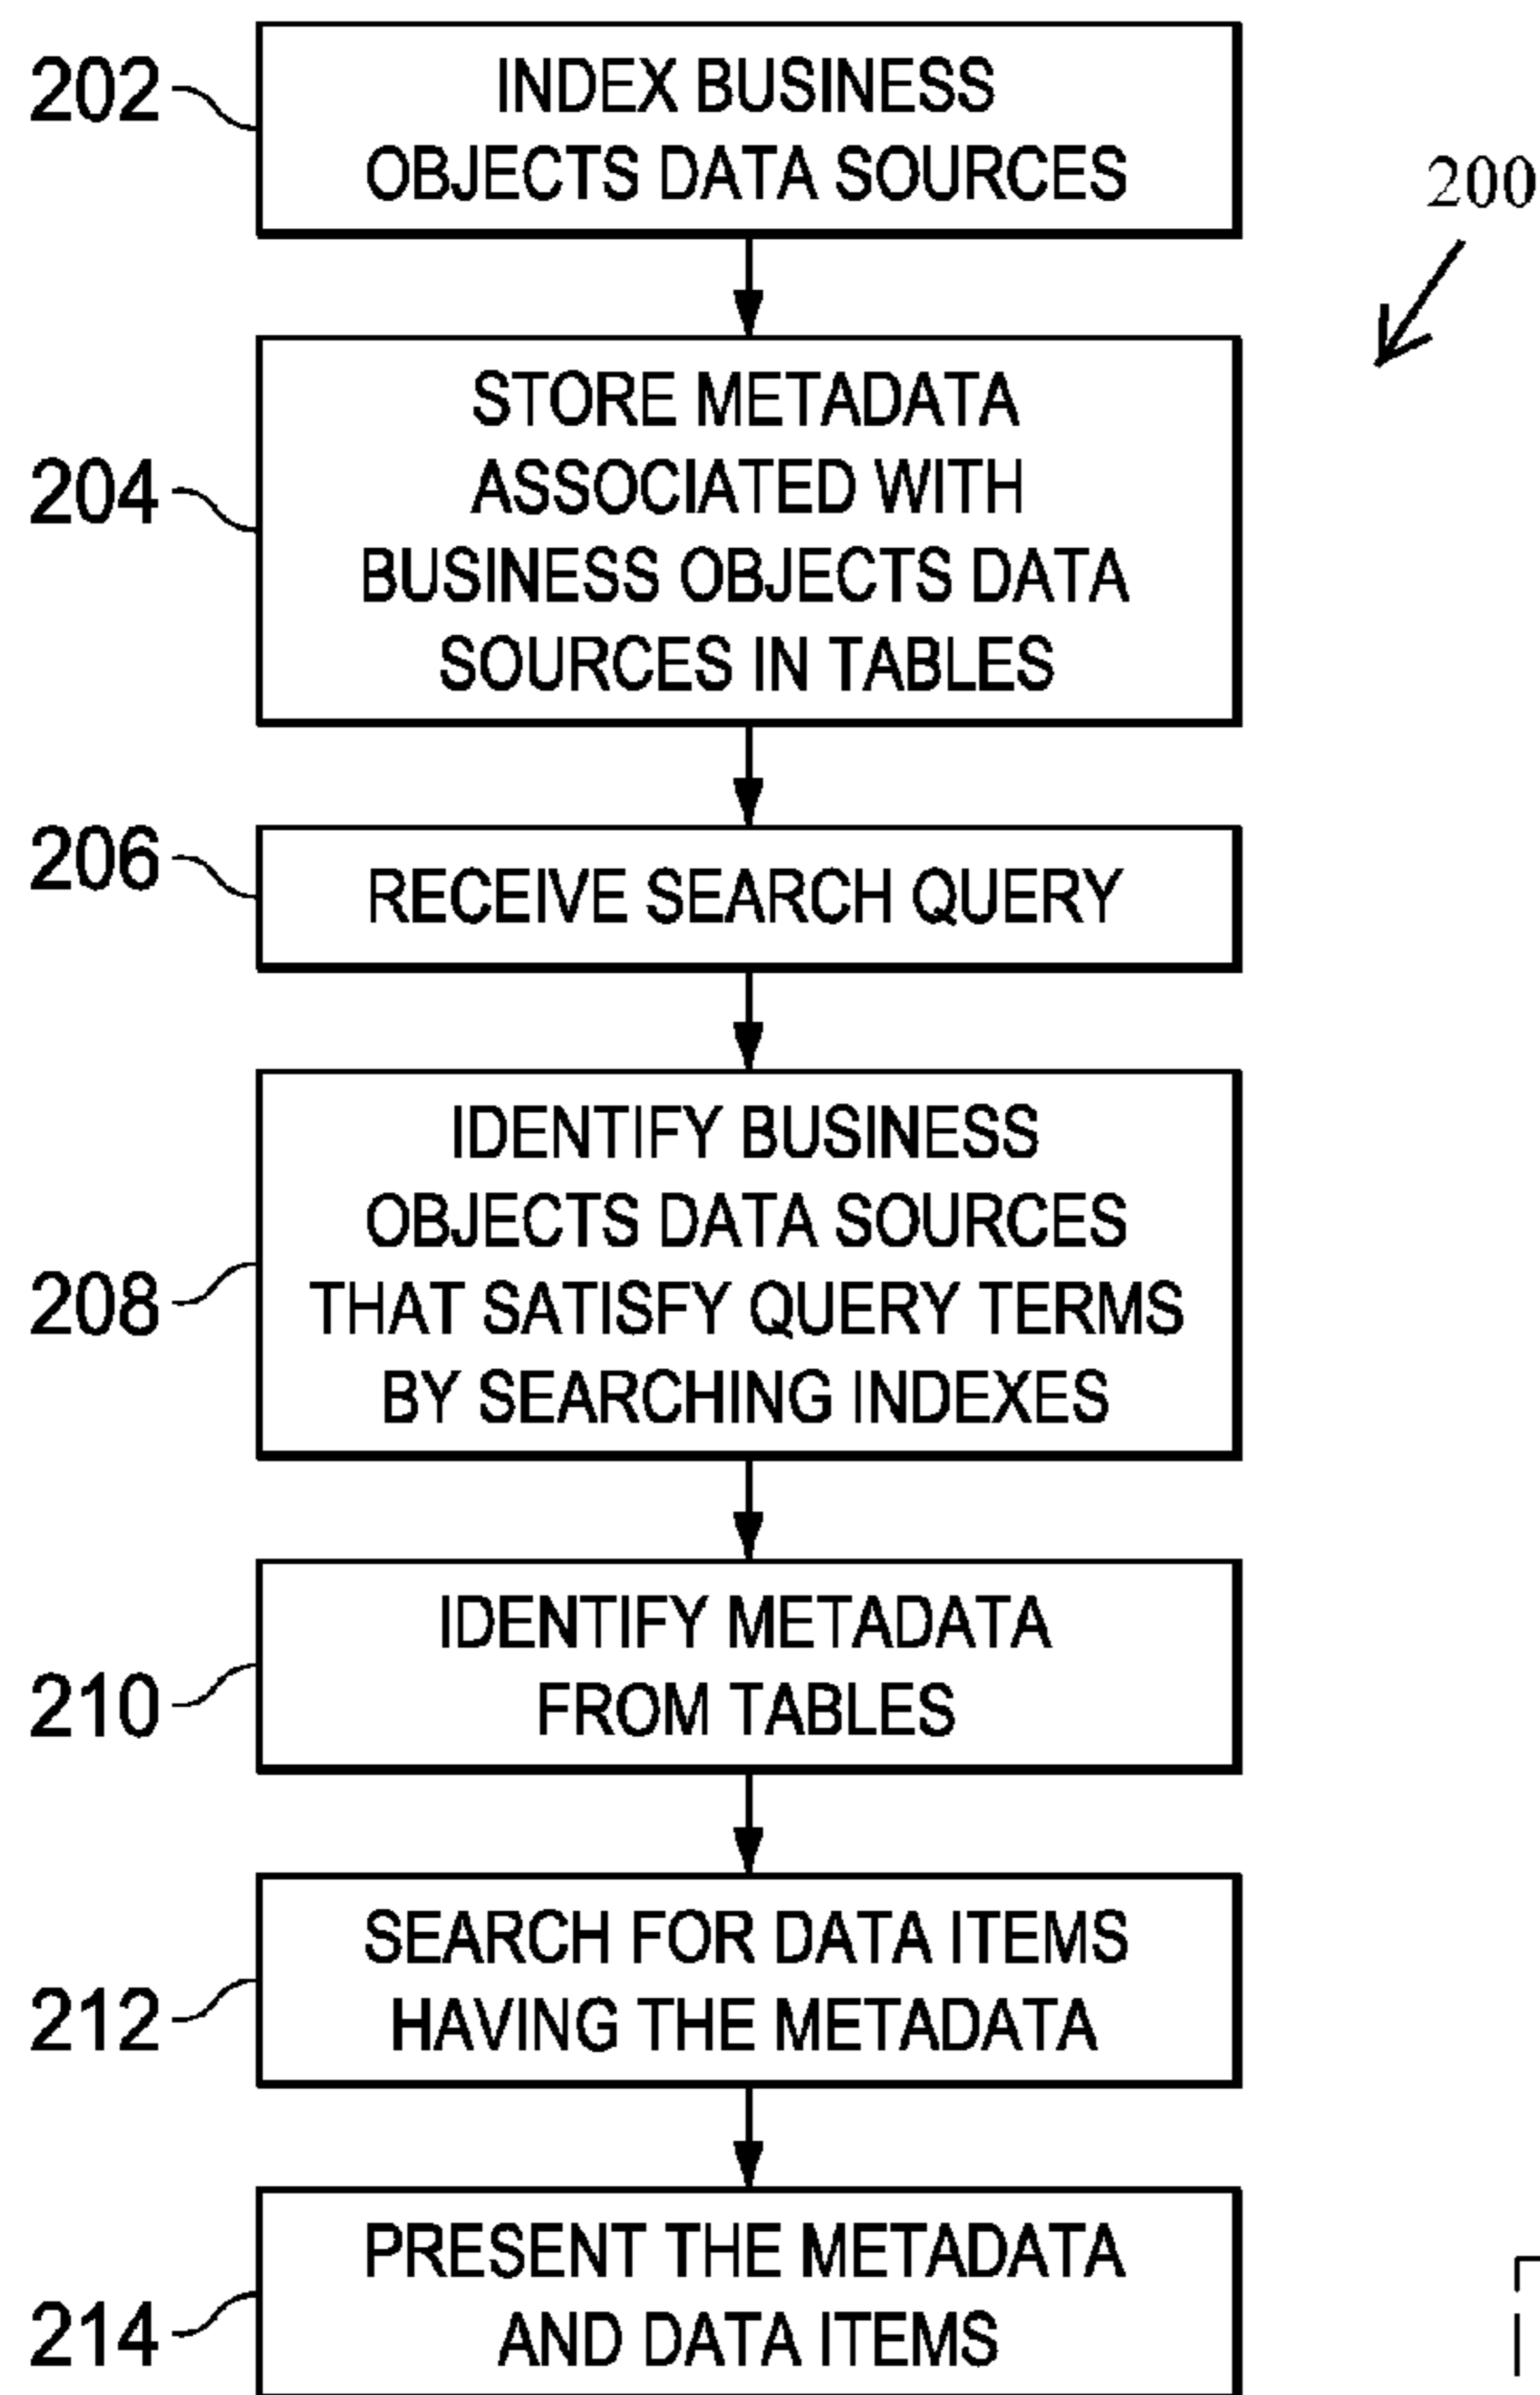 202
INDEX BUSINESS
OBJECTS DATA SOURCES
200
204
STORE METADATA
ASSOCIATED WITH
BUSINESS OBJECTS DATA
SOURCES IN TABLES
206
RECEIVE SEARCH QUERY
208
IDENTIFY BUSINESS
OBJECTS DATA SOURCES
THAT SATISFY QUERY TERMS
BY SEARCHING INDEXES
210
IDENTIFY METADATA
FROM TABLES
212
SEARCH FOR DATA ITEMS
HAVING THE METADATA
214
PRESENT THE METADATA
AND DATA ITEMS